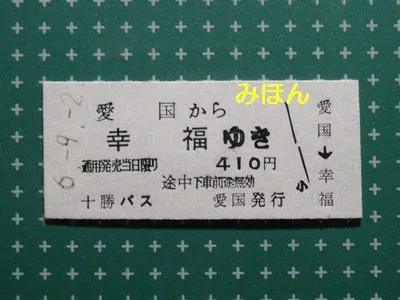 6.-9.-2
みほん
愛国から
幸福ゆき
通用発売当日限り
410円
途中下車前途無効
十勝バス
愛国発行
愛国→幸福